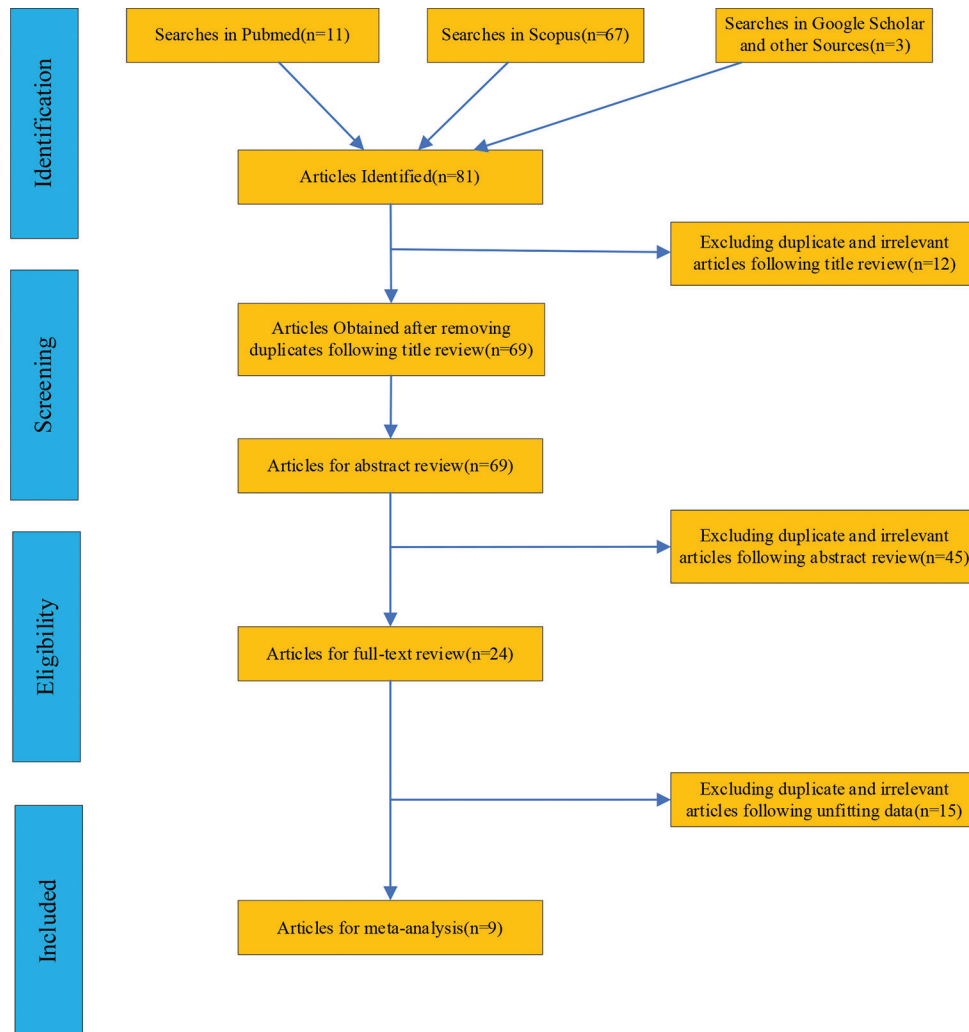 Identification
Searches in Pubmed(n=11)
Searches in Scopus(n=67)
Searches in Google Scholar
and other Sources(n=3)
Articles Identified(n=81)
Excluding duplicate and irrelevant
articles following title review(n=12)
Screening
Articles Obtained after removing
duplicates following title review(n=69)
Articles for abstract review(n=69)
Excluding duplicate and irrelevant
articles following abstract review(n=45)
Eligibility
Articles for full-text review(n=24)
Excluding duplicate and irrelevant
articles following unfitting data(n=15)
Included
Articles for meta-analysis(n=9)